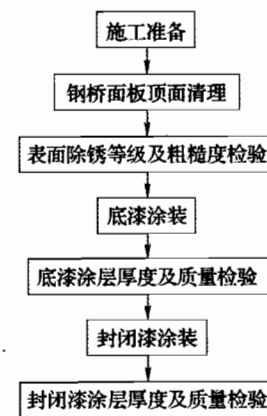 施工准备
钢桥面板顶面清理
表面除锈等级及粗糙度检验
底漆涂装
底漆涂层厚度及质量检验
封闭漆涂装
封闭漆涂层厚度及质量检验